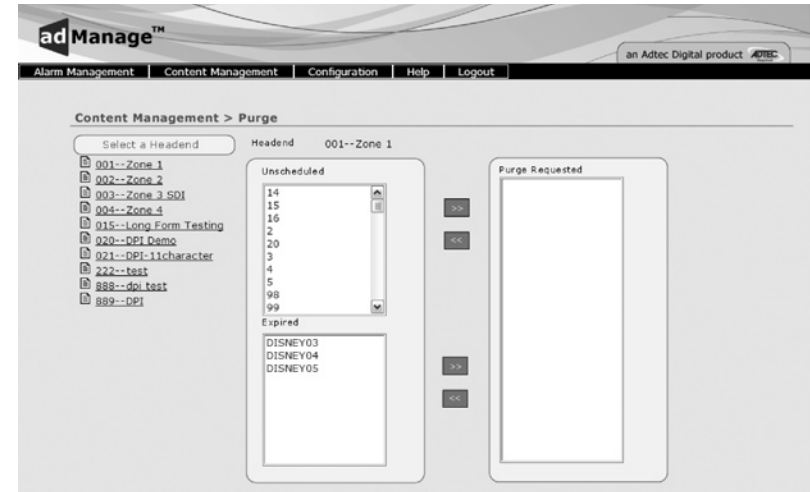 adManage™
an Adtec Digital product ADTEC
Alarm Management Content Management Configuration Help Logout
Content Management > Purge
Select a Headend
001--Zone 1
002--Zone 2
003--Zone 3 SDI
004--Zone 4
015--Long Form Testing
020--DPI Demo
021--DPI-11character
222--test
888--dpi test
889--DPI
Headend 001--Zone 1
Unscheduled
14
15
16
2
20
3
4
5
98
99
Expired
DISNEY03
DISNEY04
DISNEY05
>>
<<
>>
<<
Purge Requested